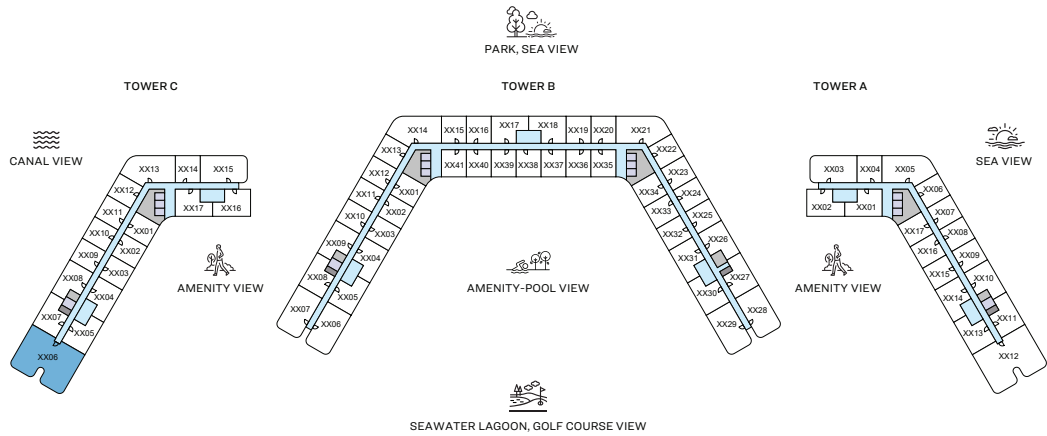 PARK, SEA VIEW
TOWER C
TOWER B
TOWER A
CANAL VIEW
SEA VIEW
XX13
XX14
XX15
XX12
XX11
XX10
XX09
XX08
XX07
XX06
XX01
XX02
XX03
XX04
XX05
XX17
XX16
AMENITY VIEW
XX14
XX15
XX16
XX17
XX18
XX19
XX20
XX21
XX13
XX12
XX11
XX10
XX09
XX08
XX07
XX01
XX02
XX03
XX04
XX05
XX06
XX41
XX40
XX39
XX38
XX37
XX36
XX35
XX22
XX23
XX24
XX25
XX26
XX27
XX28
XX34
XX33
XX32
XX31
XX30
XX29
AMENITY-POOL VIEW
XX03
XX04
XX05
XX02
XX01
XX06
XX07
XX08
XX09
XX10
XX11
XX12
XX17
XX16
XX15
XX14
XX13
AMENITY VIEW
SEAWATER LAGOON, GOLF COURSE VIEW